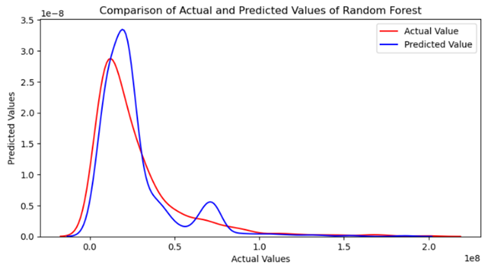 Comparison of Actual and Predicted Values of Random Forest
1e−8
Actual Value
Predicted Value
3.5
3.0
2.5
2.0
1.5
1.0
0.5
0.0
Predicted Values
0.0 0.5 1.0 1.5 2.0
1e8
Actual Values